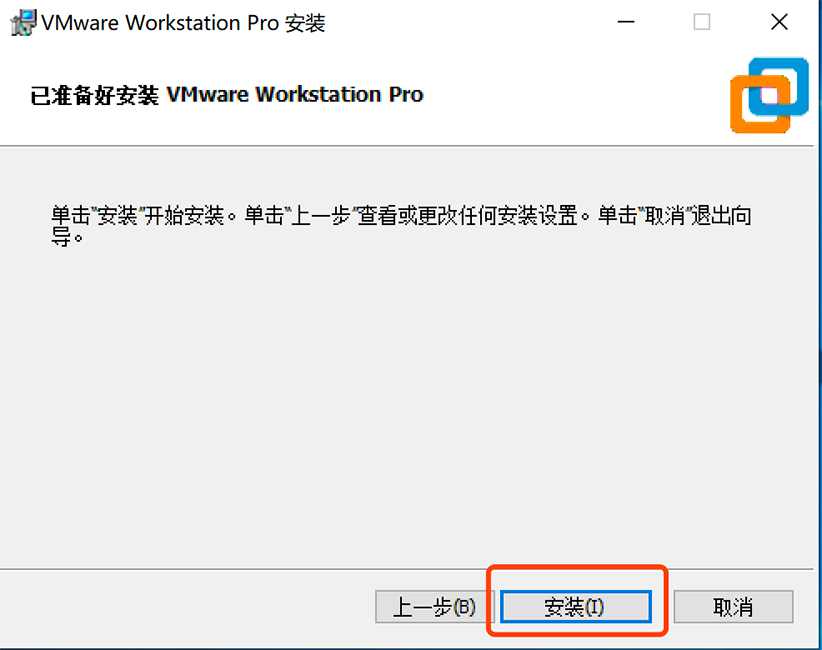 VMware Workstation Pro 安装
已准备好安装 VMware Workstation Pro
单击"安装"开始安装。单击"上一步"查看或更改任何安装设置。单击"取消"退出向
导。
上一步(B) 安装(I) 取消